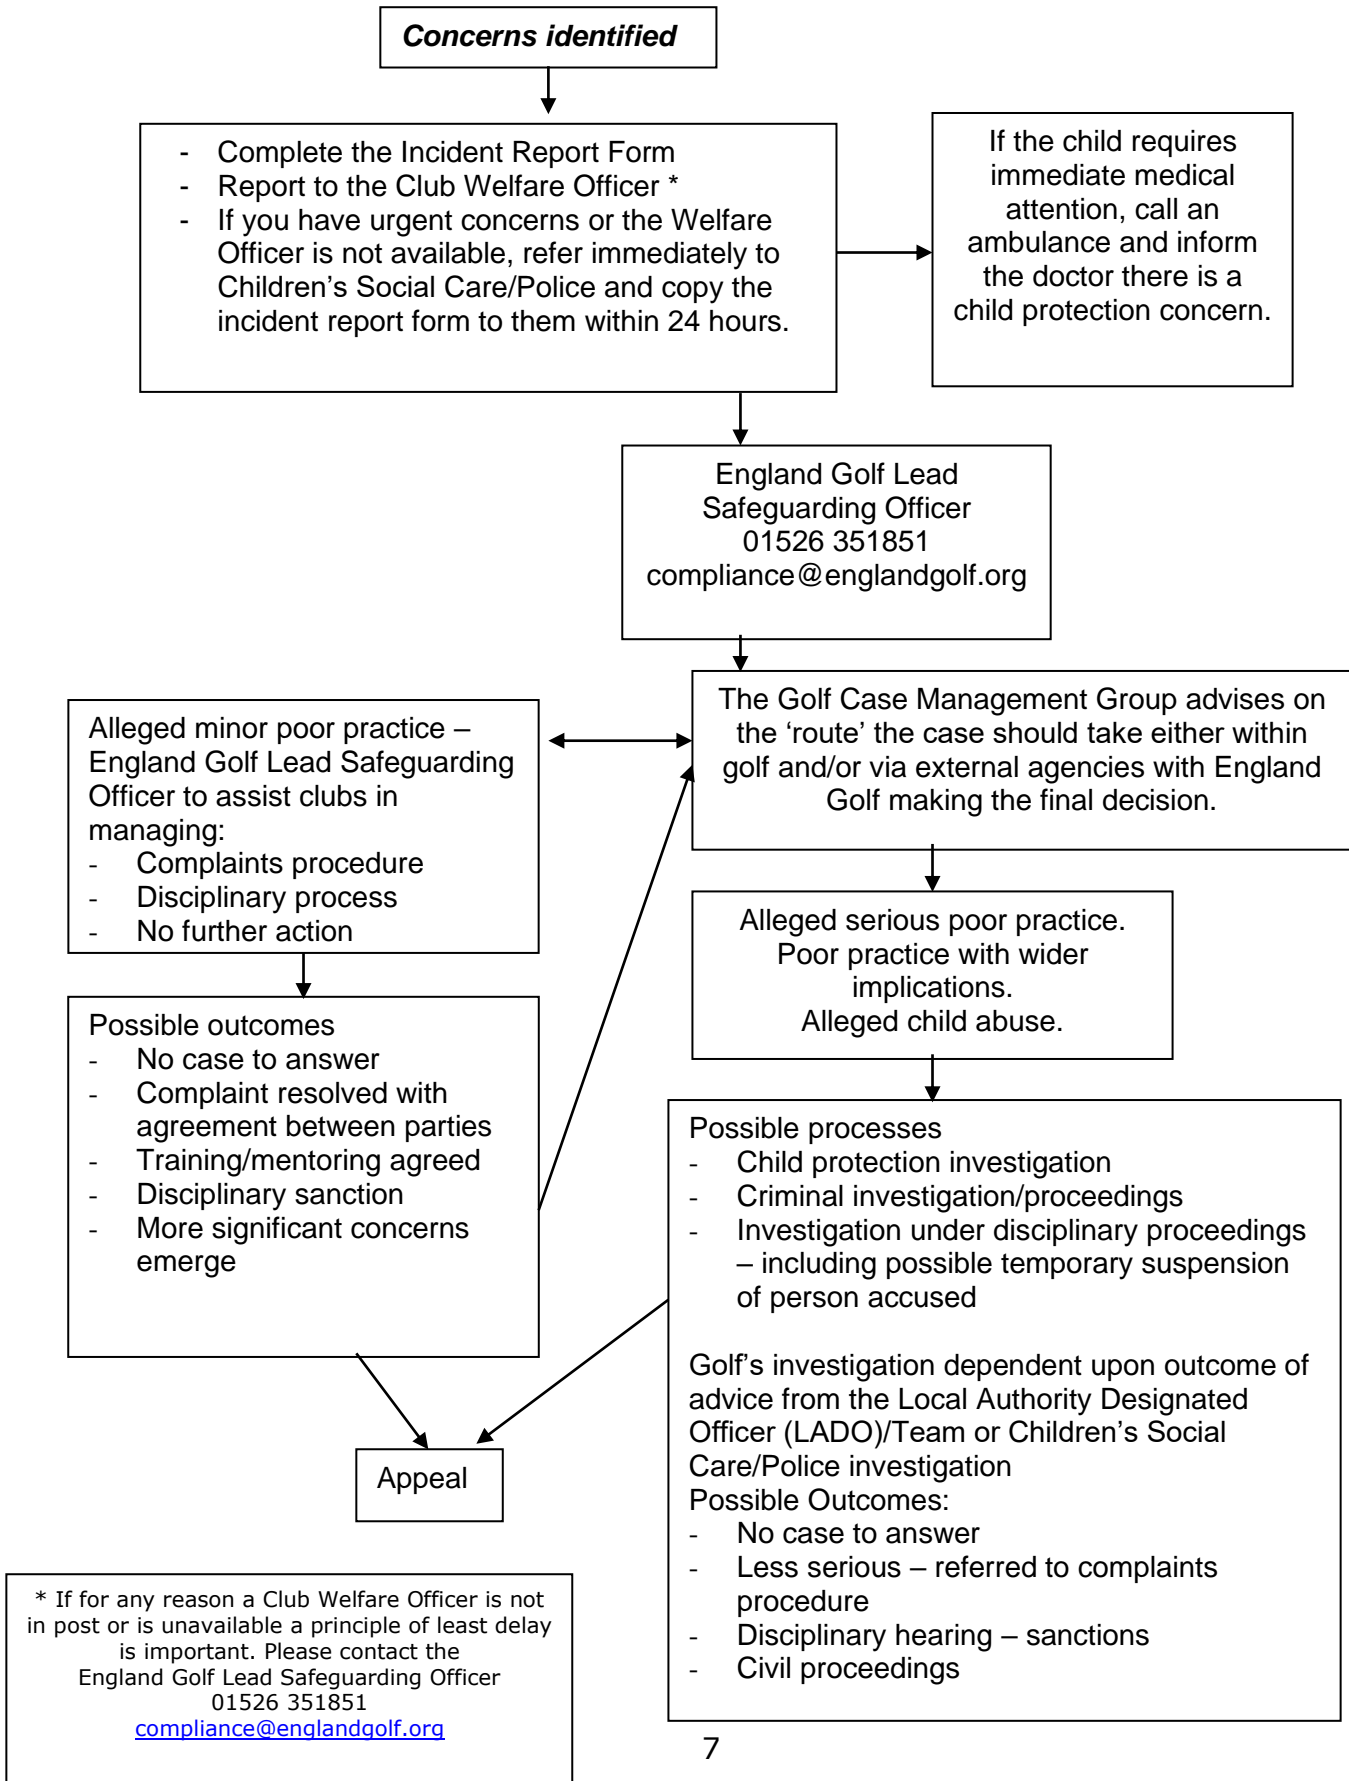 Concerns identified
- Complete the Incident Report Form
- Report to the Club Welfare Officer *
- If you have urgent concerns or the Welfare
Officer is not available, refer immediately to
Children’s Social Care/Police and copy the
incident report form to them within 24 hours.
If the child requires
immediate medical
attention, call an
ambulance and inform
the doctor there is a
child protection concern.
England Golf Lead
Safeguarding Officer
01526 351851
compliance@englandgolf.org
The Golf Case Management Group advises on
the ‘route’ the case should take either within
golf and/or via external agencies with England
Golf making the final decision.
Alleged minor poor practice –
England Golf Lead Safeguarding
Officer to assist clubs in
managing:
- Complaints procedure
- Disciplinary process
- No further action
Alleged serious poor practice.
Poor practice with wider
implications.
Alleged child abuse.
Possible outcomes
- No case to answer
- Complaint resolved with
agreement between parties
- Training/mentoring agreed
- Disciplinary sanction
- More significant concerns
emerge
Possible processes
- Child protection investigation
- Criminal investigation/proceedings
- Investigation under disciplinary proceedings
– including possible temporary suspension
of person accused
Golf’s investigation dependent upon outcome of
advice from the Local Authority Designated
Officer (LADO)/Team or Children’s Social
Care/Police investigation
Possible Outcomes:
- No case to answer
- Less serious – referred to complaints
procedure
- Disciplinary hearing – sanctions
- Civil proceedings
Appeal
* If for any reason a Club Welfare Officer is not
in post or is unavailable a principle of least delay
is important. Please contact the
England Golf Lead Safeguarding Officer
01526 351851
compliance@englandgolf.org
7